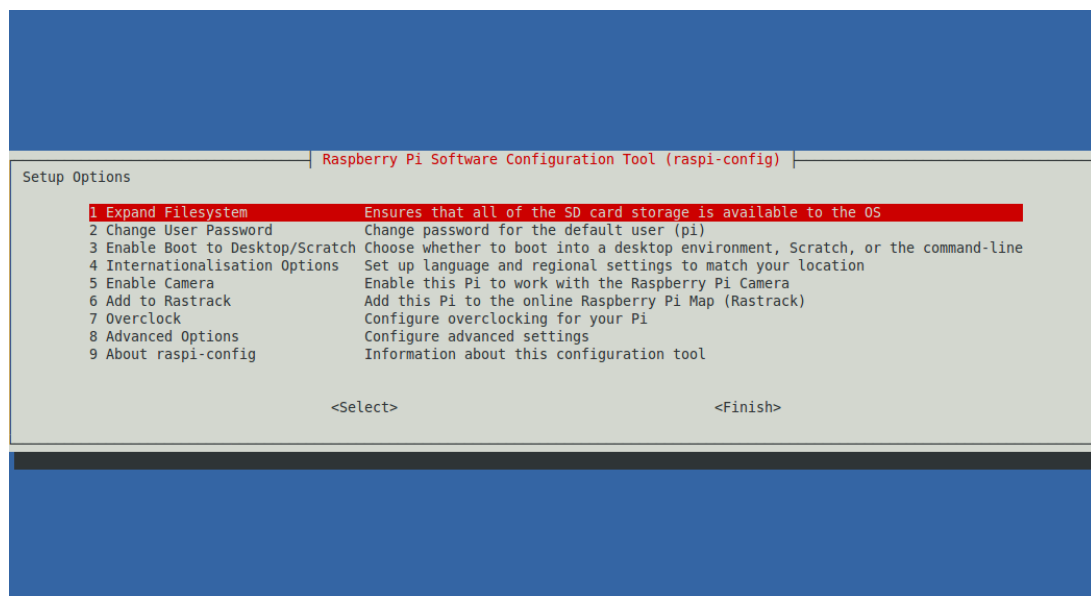 Raspberry Pi Software Configuration Tool (raspi-config)
Setup Options
1 Expand Filesystem Ensures that all of the SD card storage is available to the OS
2 Change User Password Change password for the default user (pi)
3 Enable Boot to Desktop/Scratch Choose whether to boot into a desktop environment, Scratch, or the command-line
4 Internationalisation Options Set up language and regional settings to match your location
5 Enable Camera Enable this Pi to work with the Raspberry Pi Camera
6 Add to Rastrack Add this Pi to the online Raspberry Pi Map (Rastrack)
7 Overclock Configure overclocking for your Pi
8 Advanced Options Configure advanced settings
9 About raspi-config Information about this configuration tool
<Select> <Finish>